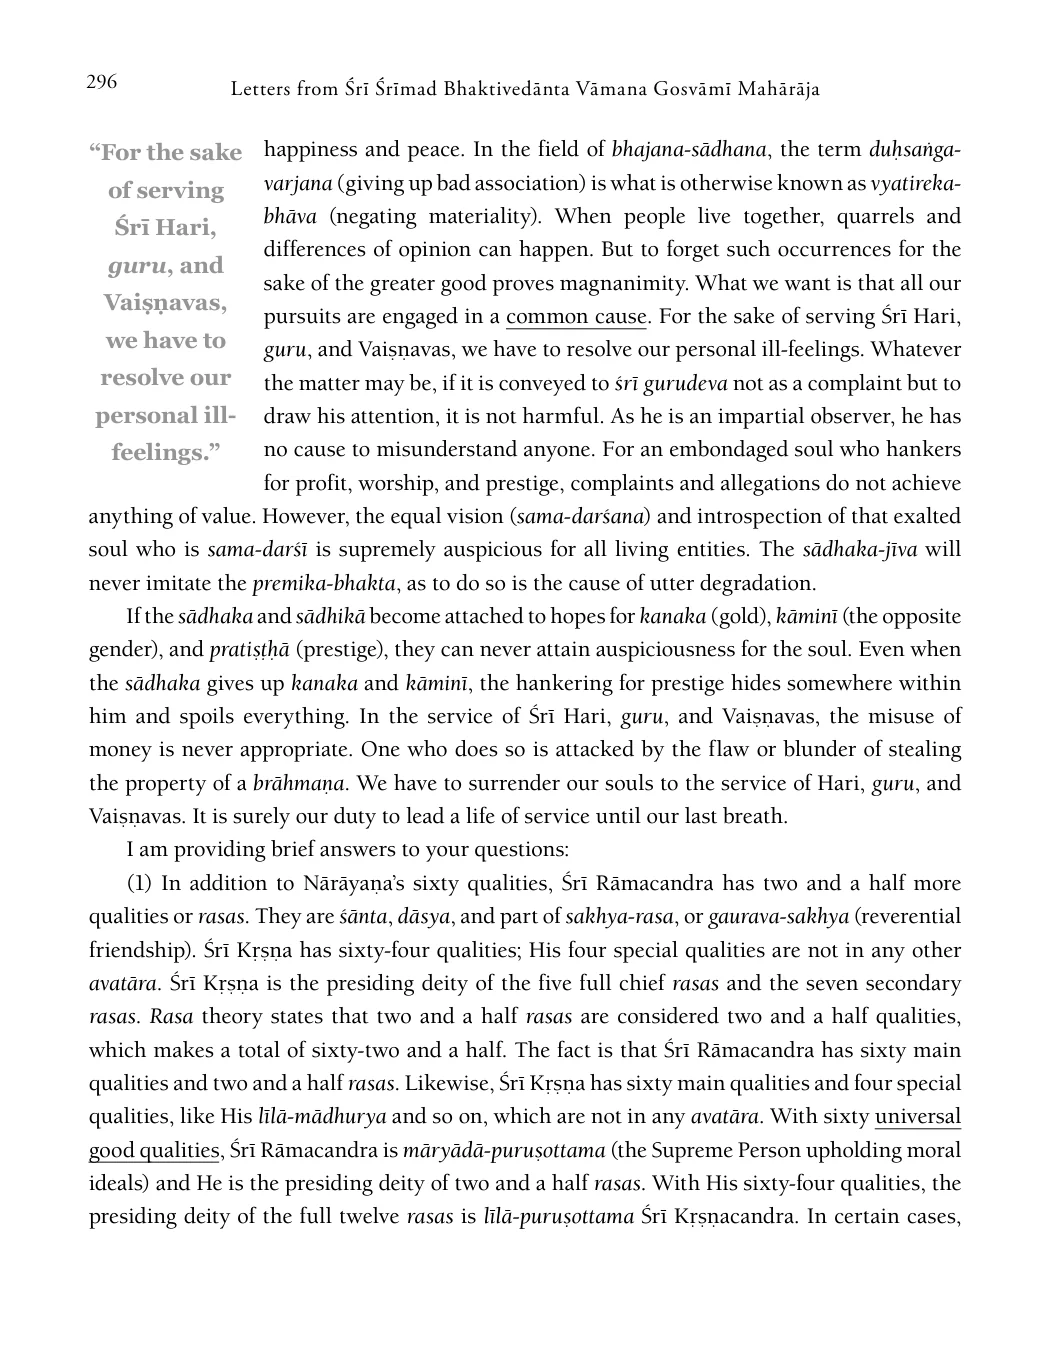 296
Letters from Śrī Śrīmad Bhaktivedānta Vāmana Gosvāmī Mahārāja
“For the sake
of serving
Śrī Hari,
guru, and
Vaiṣṇavas,
we have to
resolve our
personal ill-
feelings.”
happiness and peace. In the field of bhajana-sādhana, the term duḥsaṅga-
varjana (giving up bad association) is what is otherwise known as vyatireka-
bhāva (negating materiality). When people live together, quarrels and
differences of opinion can happen. But to forget such occurrences for the
sake of the greater good proves magnanimity. What we want is that all our
pursuits are engaged in a common cause. For the sake of serving Śrī Hari,
guru, and Vaiṣṇavas, we have to resolve our personal ill-feelings. Whatever
the matter may be, if it is conveyed to śrī gurudeva not as a complaint but to
draw his attention, it is not harmful. As he is an impartial observer, he has
no cause to misunderstand anyone. For an embondaged soul who hankers
for profit, worship, and prestige, complaints and allegations do not achieve
anything of value. However, the equal vision (sama-darśana) and introspection of that exalted
soul who is sama-darśī is supremely auspicious for all living entities. The sādhaka-jīva will
never imitate the premika-bhakta, as to do so is the cause of utter degradation.
If the sādhaka and sādhikā become attached to hopes for kanaka (gold), kāminī (the opposite
gender), and pratiṣṭhā (prestige), they can never attain auspiciousness for the soul. Even when
the sādhaka gives up kanaka and kāminī, the hankering for prestige hides somewhere within
him and spoils everything. In the service of Śrī Hari, guru, and Vaiṣṇavas, the misuse of
money is never appropriate. One who does so is attacked by the flaw or blunder of stealing
the property of a brāhmaṇa. We have to surrender our souls to the service of Hari, guru, and
Vaiṣṇavas. It is surely our duty to lead a life of service until our last breath.
I am providing brief answers to your questions:
(1) In addition to Nārāyaṇa’s sixty qualities, Śrī Rāmacandra has two and a half more
qualities or rasas. They are śānta, dāsya, and part of sakhya-rasa, or gaurava-sakhya (reverential
friendship). Śrī Kṛṣṇa has sixty-four qualities; His four special qualities are not in any other
avatāra. Śrī Kṛṣṇa is the presiding deity of the five full chief rasas and the seven secondary
rasas. Rasa theory states that two and a half rasas are considered two and a half qualities,
which makes a total of sixty-two and a half. The fact is that Śrī Rāmacandra has sixty main
qualities and two and a half rasas. Likewise, Śrī Kṛṣṇa has sixty main qualities and four special
qualities, like His līlā-mādhurya and so on, which are not in any avatāra. With sixty universal
good qualities, Śrī Rāmacandra is māryādā-puruṣottama (the Supreme Person upholding moral
ideals) and He is the presiding deity of two and a half rasas. With His sixty-four qualities, the
presiding deity of the full twelve rasas is līlā-puruṣottama Śrī Kṛṣṇacandra. In certain cases,